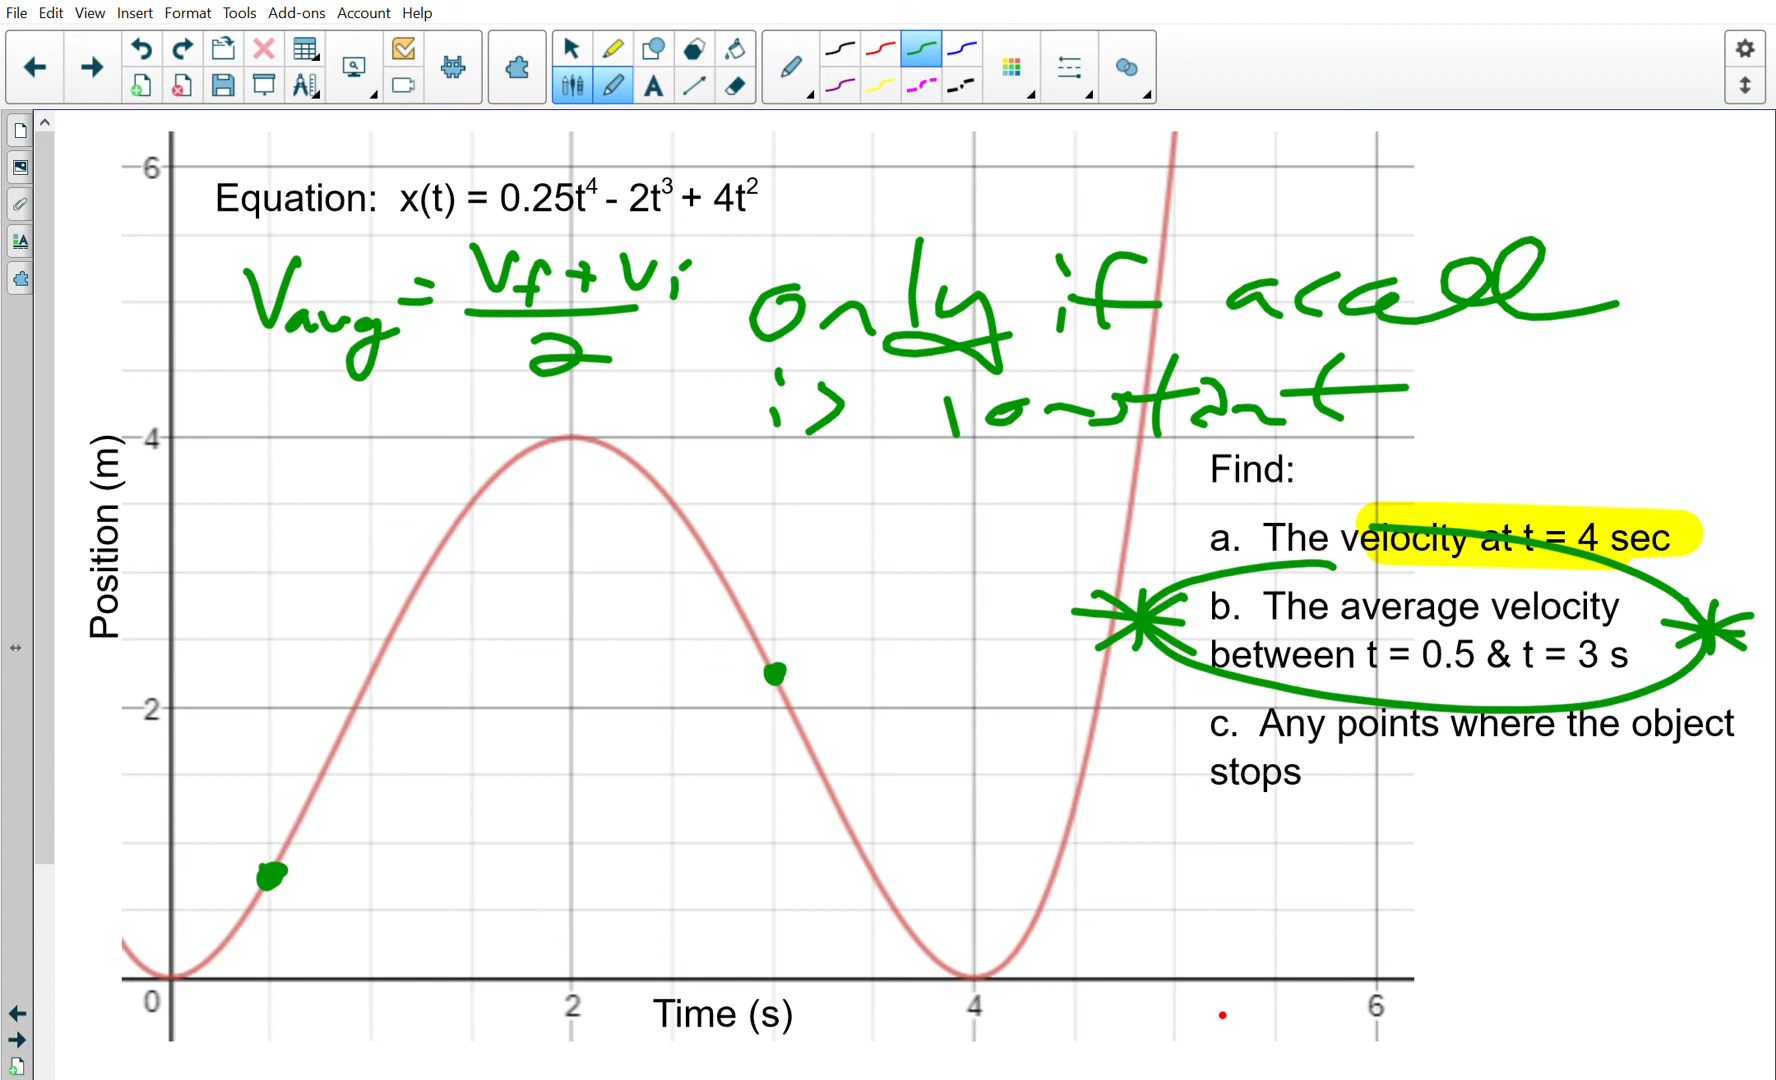 File Edit View Insert Format Tools Add-ons Account Help
6
Equation: x(t) = 0.25t⁴ - 2t³ + 4t²
Vavg = Vf + Vi / 2 only if accel
is constant
4
Position (m)
Find:
a. The velocity at t = 4 sec
b. The average velocity
between t = 0.5 & t = 3 s
2
c. Any points where the object
stops
0
2
Time (s)
4
6